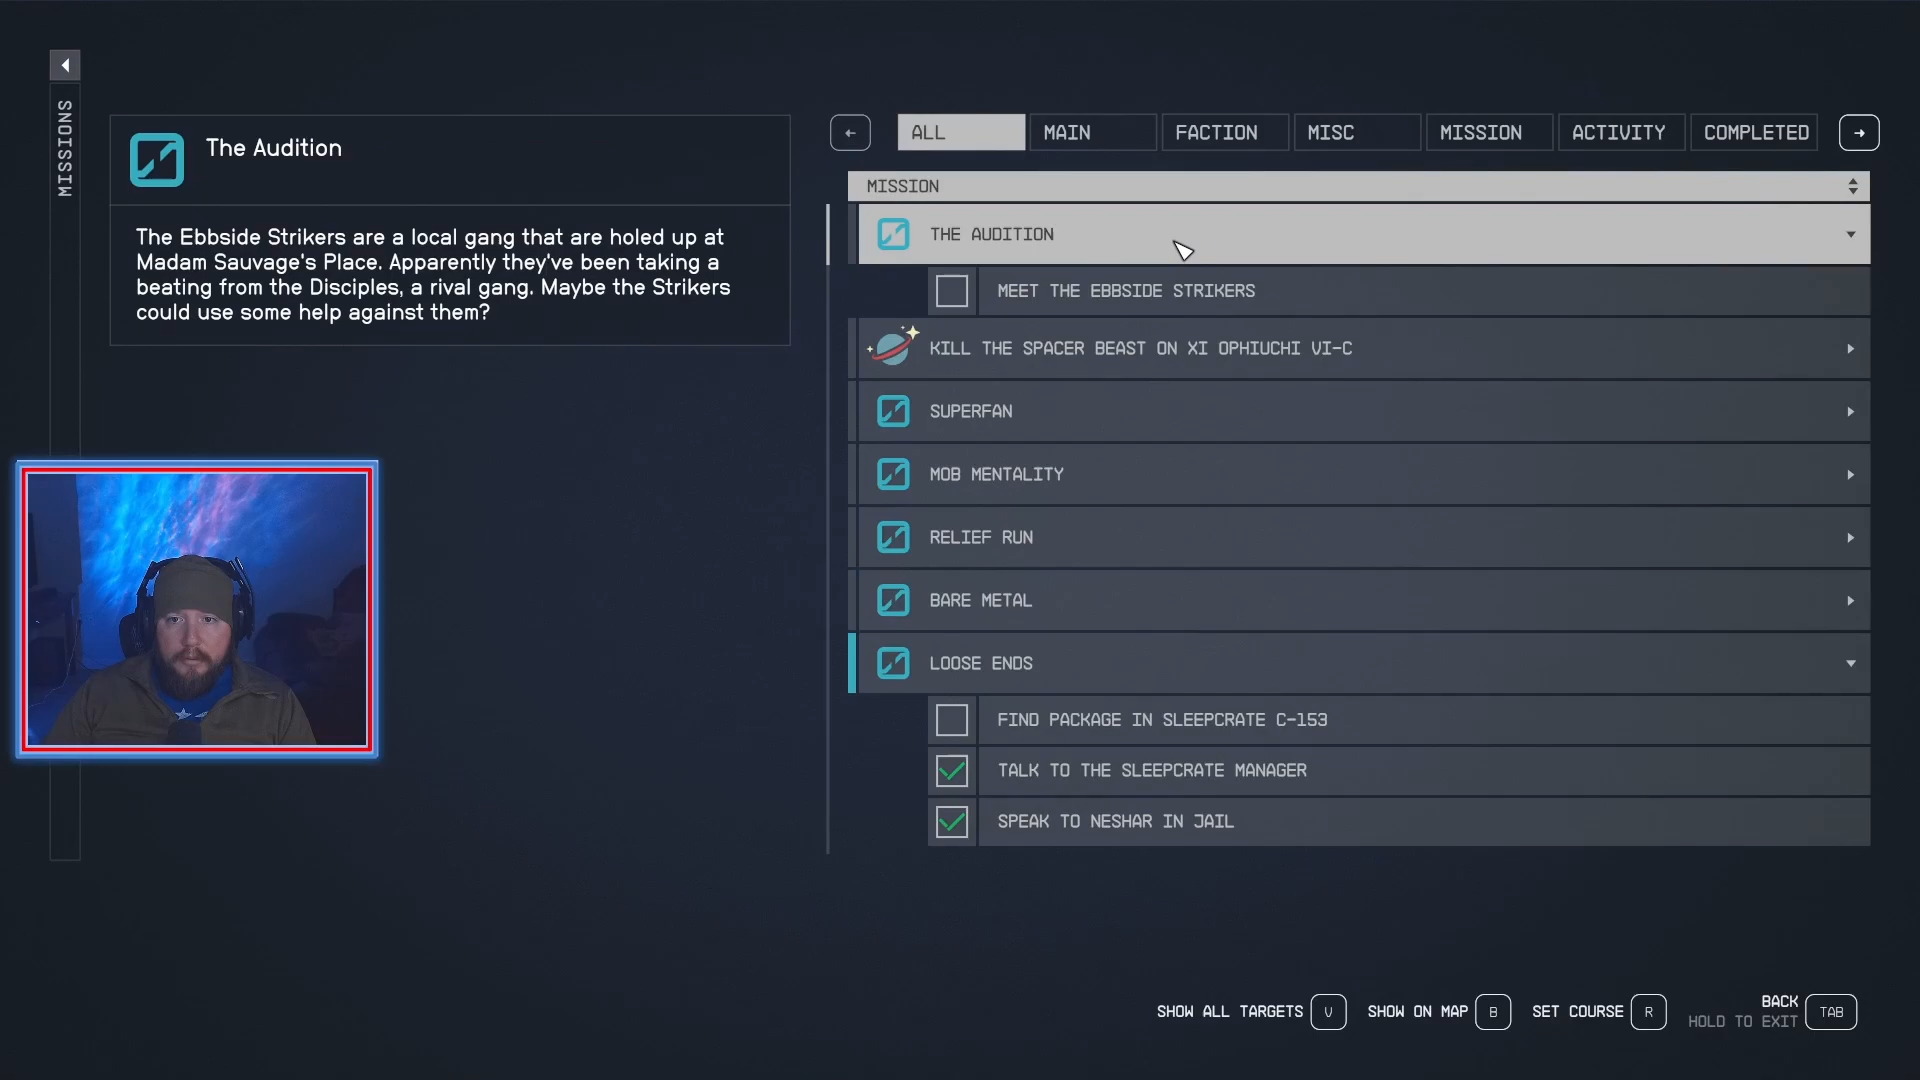 MISSIONS
The Audition
The Ebbside Strikers are a local gang that are holed up at
Madam Sauvage's Place. Apparently they've been taking a
beating from the Disciples, a rival gang. Maybe the Strikers
could use some help against them?
ALL
MAIN
FACTION
MISC
MISSION
ACTIVITY
COMPLETED
MISSION
THE AUDITION
MEET THE EBBSIDE STRIKERS
KILL THE SPACER BEAST ON XI OPHIUCHI VI-C
SUPERFAN
MOB MENTALITY
RELIEF RUN
BARE METAL
LOOSE ENDS
FIND PACKAGE IN SLEEPCRATE C-153
TALK TO THE SLEEPCRATE MANAGER
SPEAK TO NESHAR IN JAIL
SHOW ALL TARGETS V
SHOW ON MAP B
SET COURSE R
BACK
HOLD TO EXIT
TAB